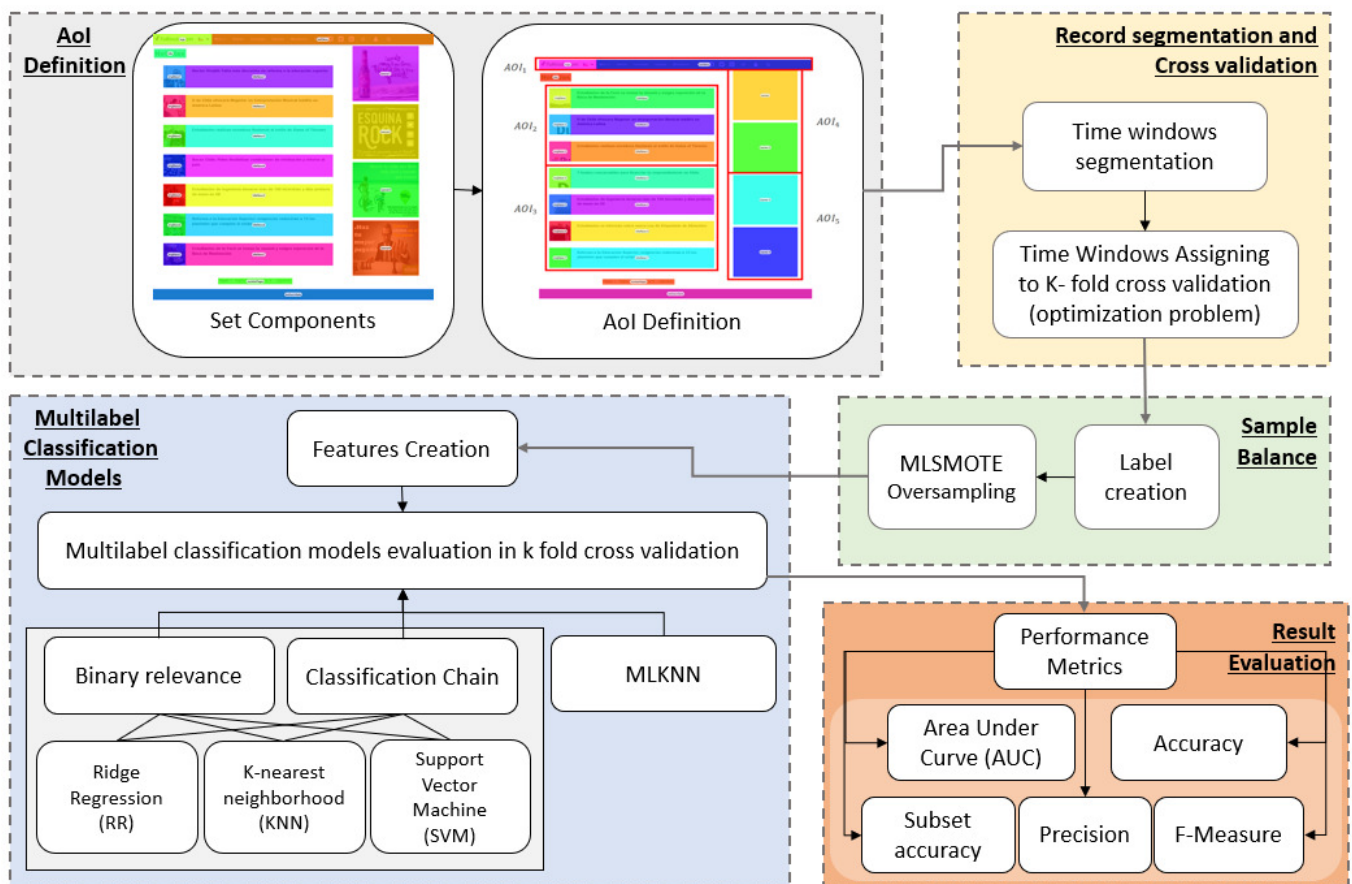 AoI
Definition
Set Components
AOI₁
AOI₂
AOI₃
AOI₄
AOI₅
AoI Definition
ESQUINA
ROCK
Record segmentation and
Cross validation
Time windows
segmentation
Time Windows Assigning
to K- fold cross validation
(optimization problem)
Multilabel
Classification
Models
Features Creation
MLSMOTE
Oversampling
Label
creation
Sample
Balance
Multilabel classification models evaluation in k fold cross validation
Binary relevance
Classification Chain
MLKNN
Ridge
Regression
(RR)
K-nearest
neighborhood
(KNN)
Support
Vector
Machine
(SVM)
Result
Evaluation
Performance
Metrics
Area Under
Curve (AUC)
Accuracy
Subset
accuracy
Precision
F-Measure